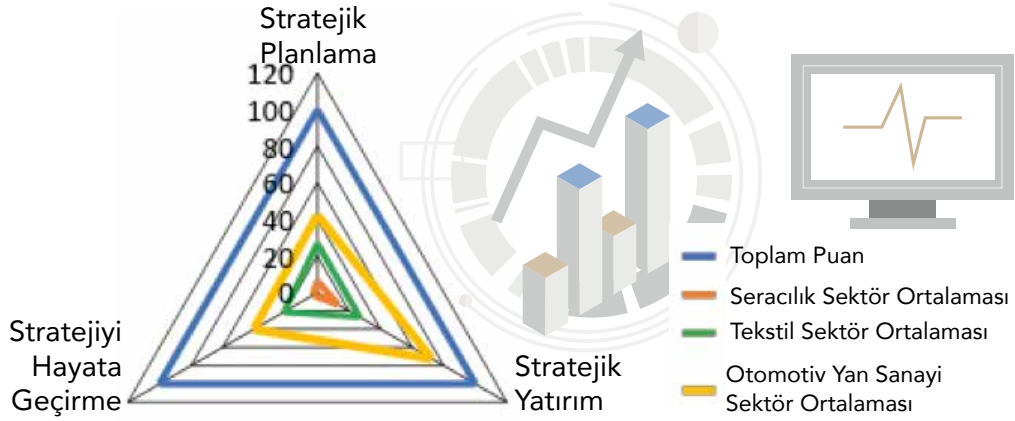 Stratejik
Planlama
120
100
80
60
40
20
0
Stratejiyi
Hayata
Geçirme
Stratejik
Yatırım
Toplam Puan
Seracılık Sektör Ortalaması
Tekstil Sektör Ortalaması
Otomotiv Yan Sanayi
Sektör Ortalaması